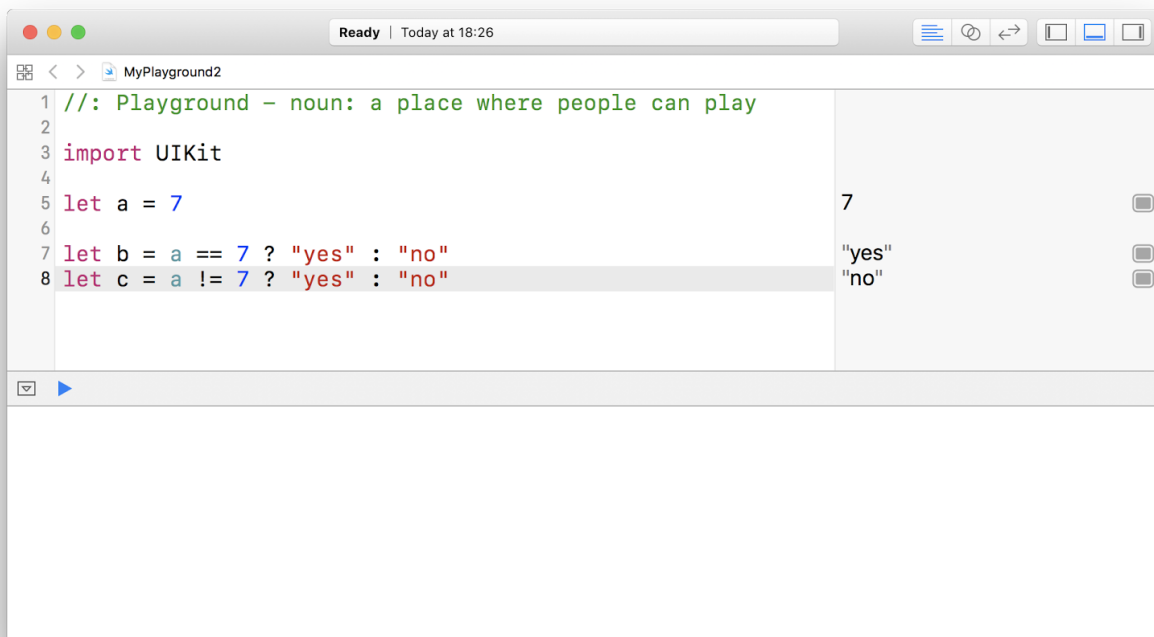 Ready | Today at 18:26
MyPlayground2
1 //: Playground – noun: a place where people can play
2
3 import UIKit
4
5 let a = 7 7
6
7 let b = a == 7 ? "yes" : "no" "yes"
8 let c = a != 7 ? "yes" : "no" "no"